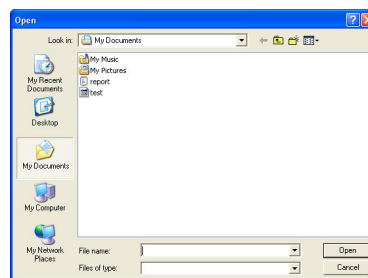 Open
Look in:
My Documents
My Recent
Documents
Desktop
My Documents
My Computer
My Network
Places
My Music
My Pictures
report
test
File name:
Open
Files of type:
Cancel